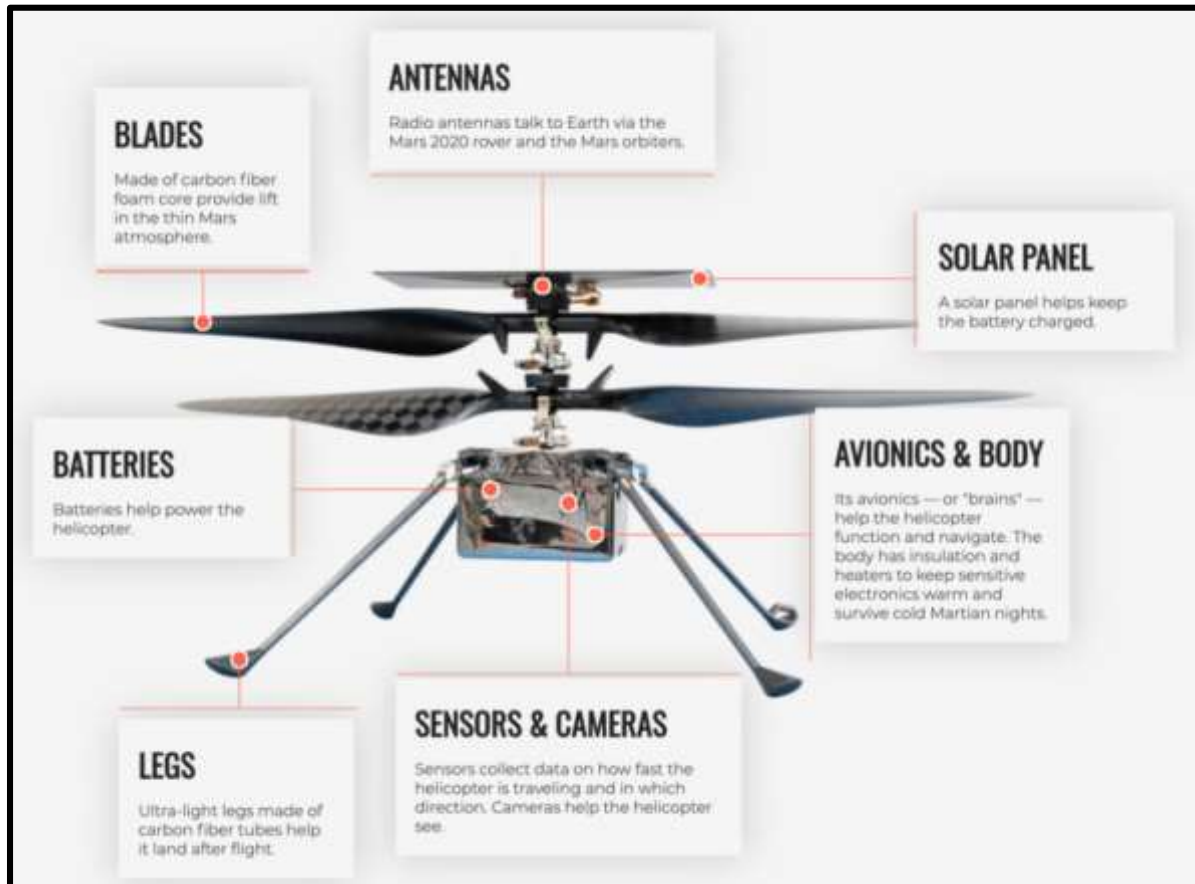 ANTENNAS
Radio antennas talk to Earth via the
Mars 2020 rover and the Mars orbiters.
BLADES
Made of carbon fiber
foam core provide lift
in the thin Mars
atmosphere.
SOLAR PANEL
A solar panel helps keep
the battery charged.
BATTERIES
Batteries help power the
helicopter.
AVIONICS & BODY
Its avionics — or "brains" —
help the helicopter
function and navigate. The
body has insulation and
heaters to keep sensitive
electronics warm and
survive cold Martian nights.
SENSORS & CAMERAS
Sensors collect data on how fast the
helicopter is traveling and in which
direction. Cameras help the helicopter
see.
LEGS
Ultra-light legs made of
carbon fiber tubes help
it land after flight.